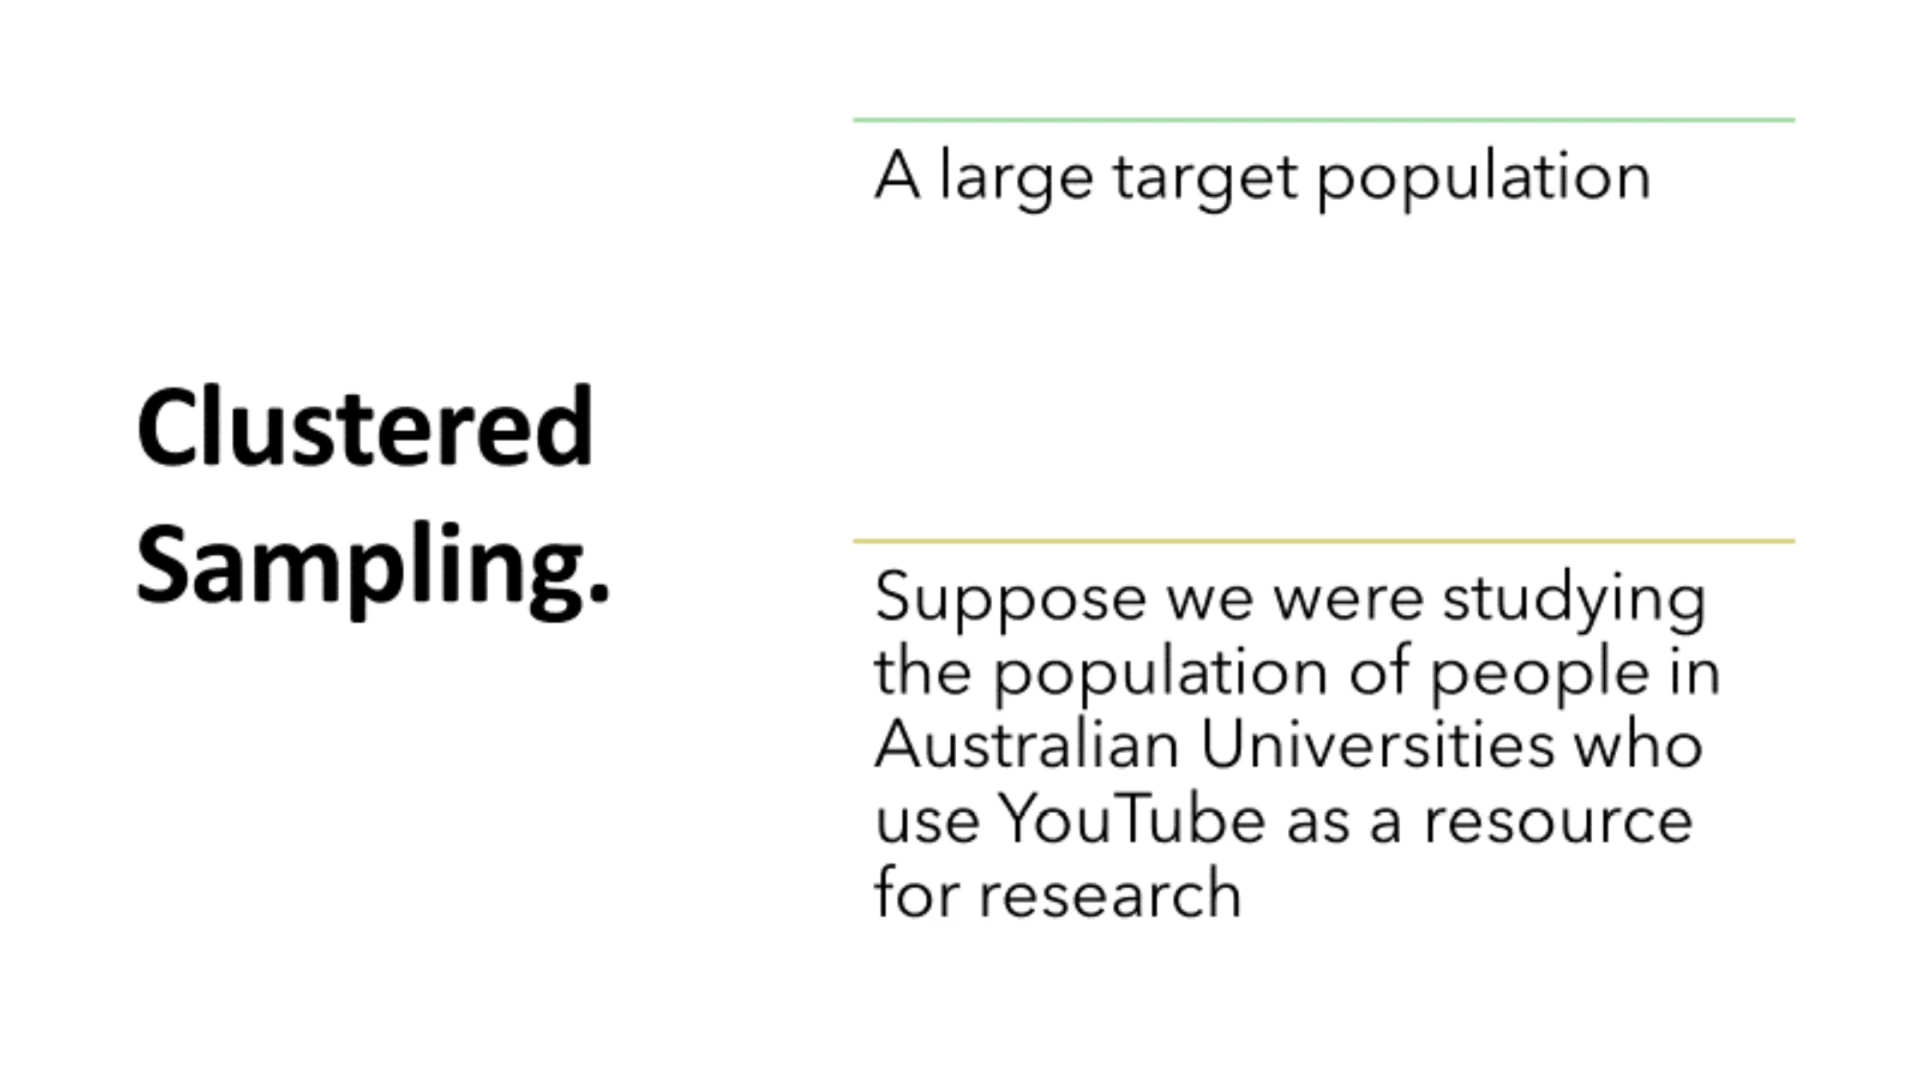 Clustered
Sampling.
A large target population
Suppose we were studying
the population of people in
Australian Universities who
use YouTube as a resource
for research